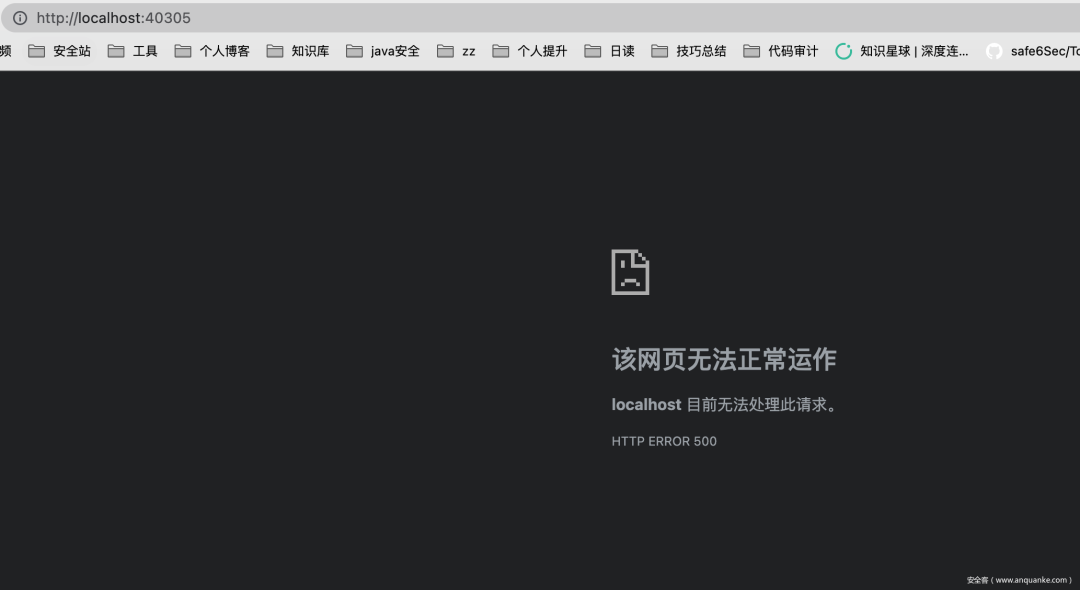 http://localhost:40305
频 安全站 工具 个人博客 知识库 java安全 zz 个人提升 日读 技巧总结 代码审计 知识星球 | 深度连... safe6Sec/To
该网页无法正常运作
localhost 目前无法处理此请求。
HTTP ERROR 500
安全客（www.anquanke.com）